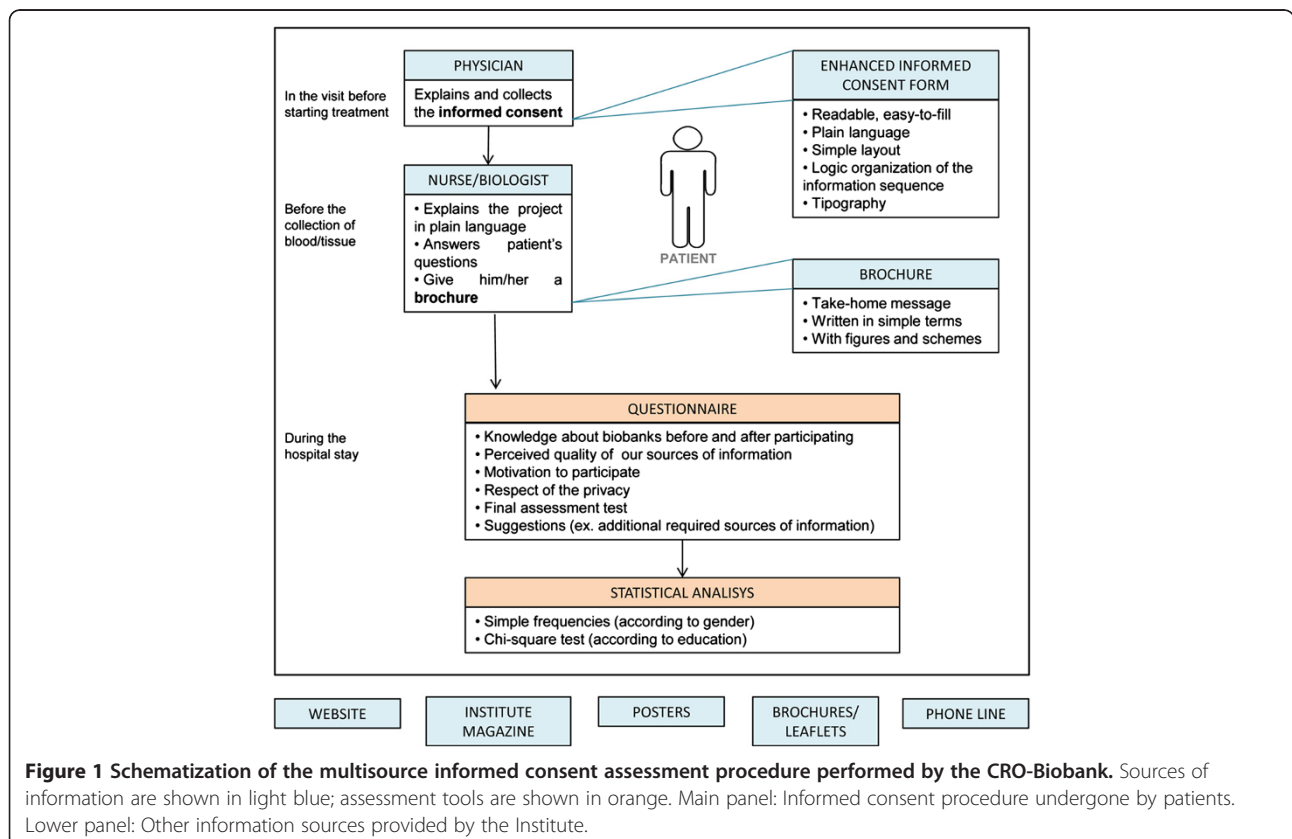 PHYSICIAN
In the visit before
starting treatment
Explains and collects
the informed consent
ENHANCED INFORMED
CONSENT FORM
• Readable, easy-to-fill
• Plain language
• Simple layout
• Logic organization of the
information sequence
• Tipography
NURSE/BIOLOGIST
Before the
collection of
blood/tissue
• Explains the project
in plain language
• Answers patient's
questions
• Give him/her a
brochure
PATIENT
BROCHURE
• Take-home message
• Written in simple terms
• With figures and schemes
QUESTIONNAIRE
During the
hospital stay
• Knowledge about biobanks before and after participating
• Perceived quality of our sources of information
• Motivation to participate
• Respect of the privacy
• Final assessment test
• Suggestions (ex. additional required sources of information)
STATISTICAL ANALISYS
• Simple frequencies (according to gender)
• Chi-square test (according to education)
WEBSITE
INSTITUTE
MAGAZINE
POSTERS
BROCHURES/
LEAFLETS
PHONE LINE
Figure 1 Schematization of the multisource informed consent assessment procedure performed by the CRO-Biobank. Sources of
information are shown in light blue; assessment tools are shown in orange. Main panel: Informed consent procedure undergone by patients.
Lower panel: Other information sources provided by the Institute.